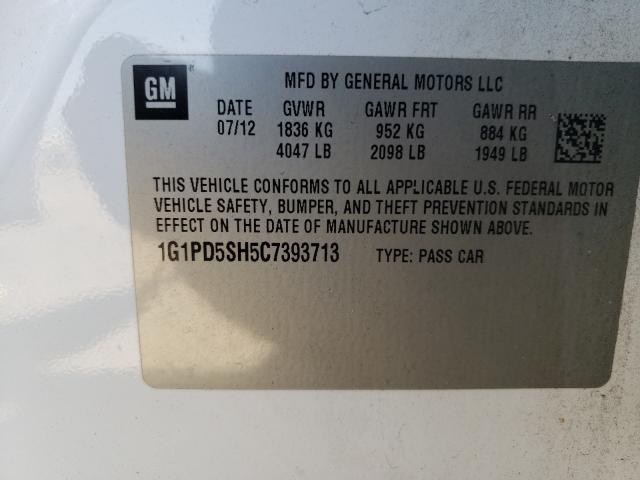 GM
MFD BY GENERAL MOTORS LLC
DATE GVWR GAWR FRT GAWR RR
07/12 1836 KG 952 KG 884 KG
4047 LB 2098 LB 1949 LB
THIS VEHICLE CONFORMS TO ALL APPLICABLE U.S. FEDERAL MOTOR
VEHICLE SAFETY, BUMPER, AND THEFT PREVENTION STANDARDS IN
EFFECT ON THE DATE OF MANUFACTURE SHOWN ABOVE.
1G1PD5SH5C7393713 TYPE: PASS CAR